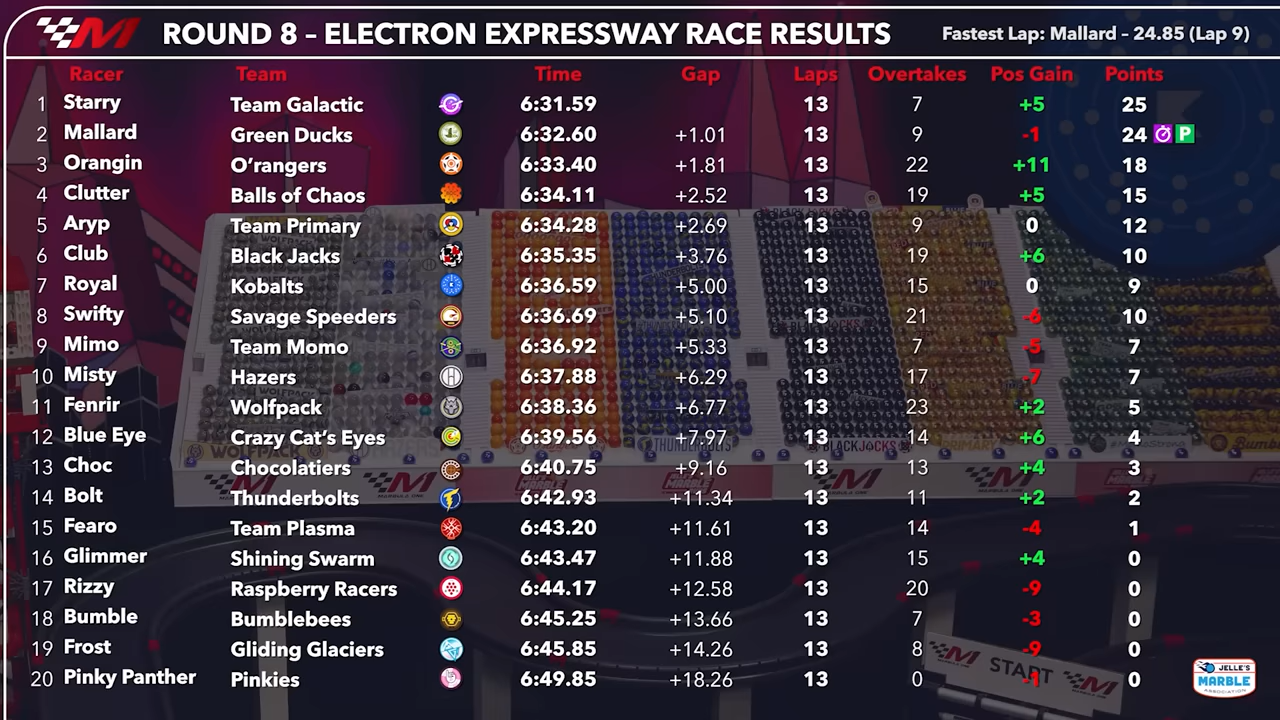 ROUND 8 – ELECTRON EXPRESSWAY RACE RESULTS Fastest Lap: Mallard – 24.85 (Lap 9)
Racer Team Time Gap Laps Overtakes Pos Gain Points
1 Starry Team Galactic 6:31.59 13 7 +5 25
2 Mallard Green Ducks 6:32.60 +1.01 13 9 -1 24 P
3 Orangin O'rangers 6:33.40 +1.81 13 22 +11 18
4 Clutter Balls of Chaos 6:34.11 +2.52 13 19 +5 15
5 Aryp Team Primary 6:34.28 +2.69 13 9 0 12
6 Club Black Jacks 6:35.35 +3.76 13 19 +6 10
7 Royal Kobalts 6:36.59 +5.00 13 15 0 9
8 Swifty Savage Speeders 6:36.69 +5.10 13 21 -6 10
9 Mimo Team Momo 6:36.92 +5.33 13 7 -5 7
10 Misty Hazers 6:37.88 +6.29 13 17 -7 7
11 Fenrir Wolfpack 6:38.36 +6.77 13 23 +2 5
12 Blue Eye Crazy Cat's Eyes 6:39.56 +7.97 13 14 +6 4
13 Choc Chocolatiers 6:40.75 +9.16 13 13 +4 3
14 Bolt Thunderbolts 6:42.93 +11.34 13 11 +2 2
15 Fearo Team Plasma 6:43.20 +11.61 13 14 -4 1
16 Glimmer Shining Swarm 6:43.47 +11.88 13 15 +4 0
17 Rizzy Raspberry Racers 6:44.17 +12.58 13 20 -9 0
18 Bumble Bumblebees 6:45.25 +13.66 13 7 -3 0
19 Frost Gliding Glaciers 6:45.85 +14.26 13 8 -9 0
20 Pinky Panther Pinkies 6:49.85 +18.26 13 0 -1 0
WOLFPACK THUNDERBOLTS BLACKJACKS PRIMARY
START
JELLE'S
MARBLE
ASSOCIATION